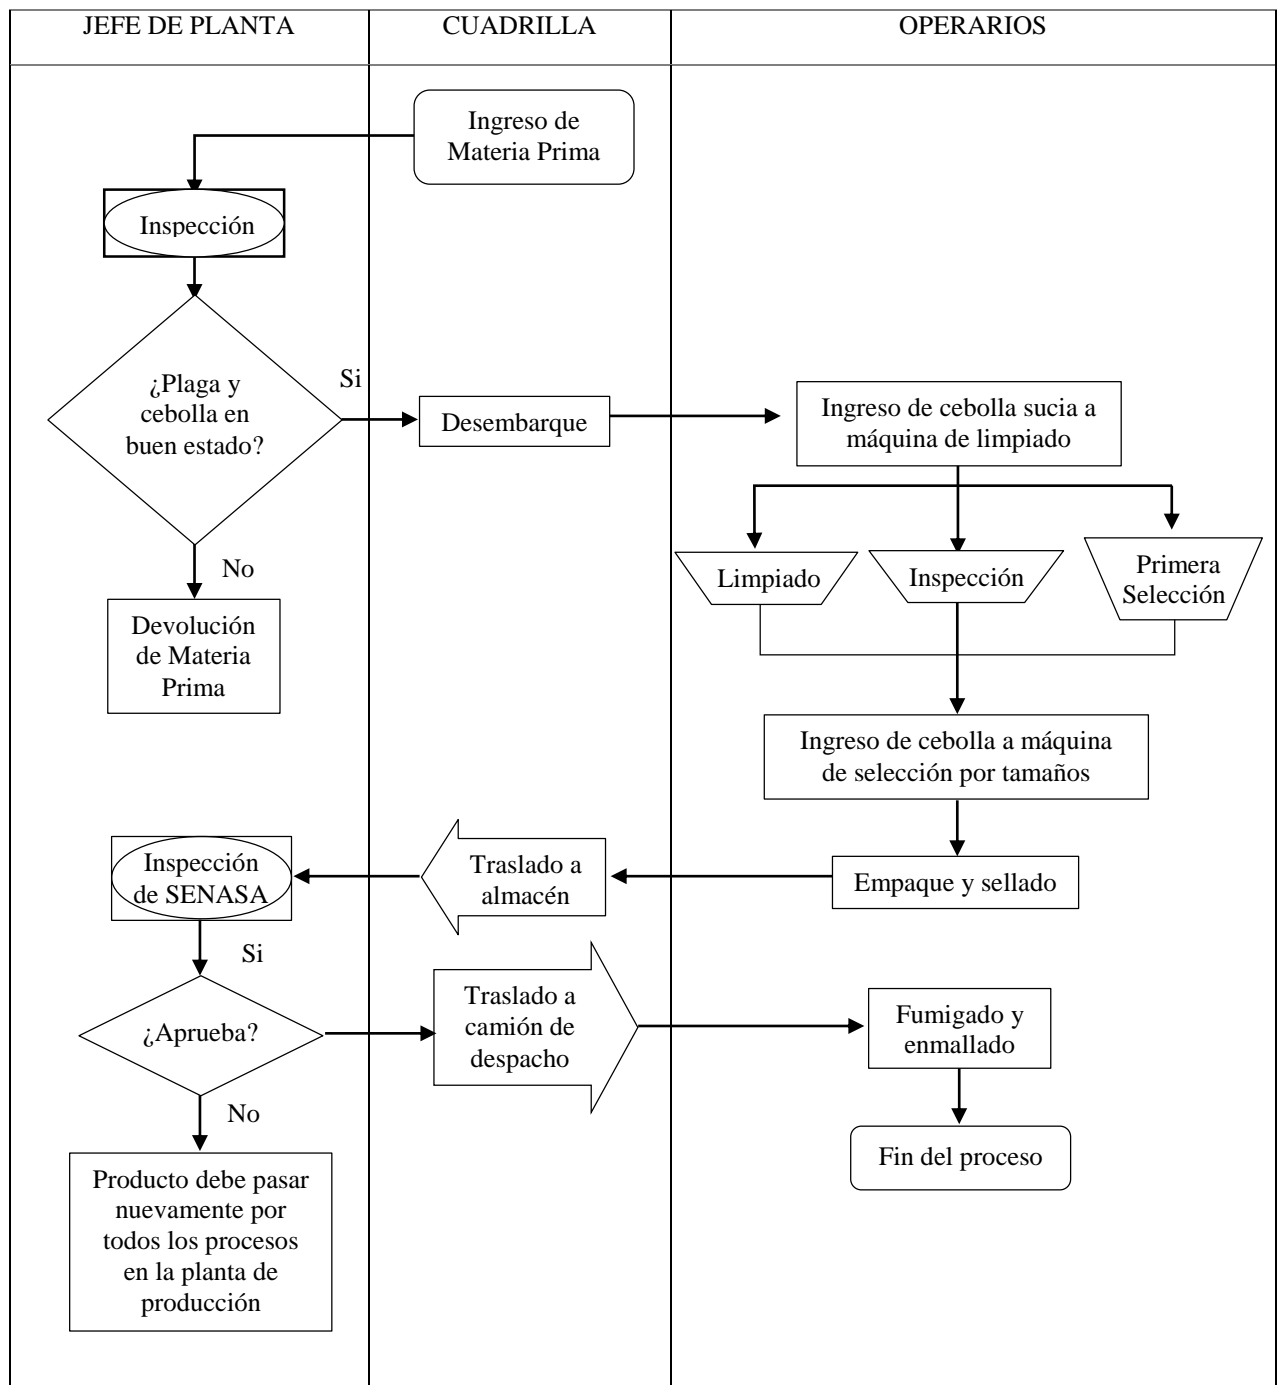 JEFE DE PLANTA
CUADRILLA
OPERARIOS
Ingreso de
Materia Prima
Inspección
¿Plaga y
cebolla en
buen estado?
Si
No
Devolución
de Materia
Prima
Desembarque
Ingreso de cebolla sucia a
máquina de limpiado
Limpiado
Inspección
Primera
Selección
Ingreso de cebolla a máquina
de selección por tamaños
Empaque y sellado
Traslado a
almacén
Inspección
de SENASA
Si
¿Aprueba?
No
Producto debe pasar
nuevamente por
todos los procesos
en la planta de
producción
Traslado a
camión de
despacho
Fumigado y
enmallado
Fin del proceso